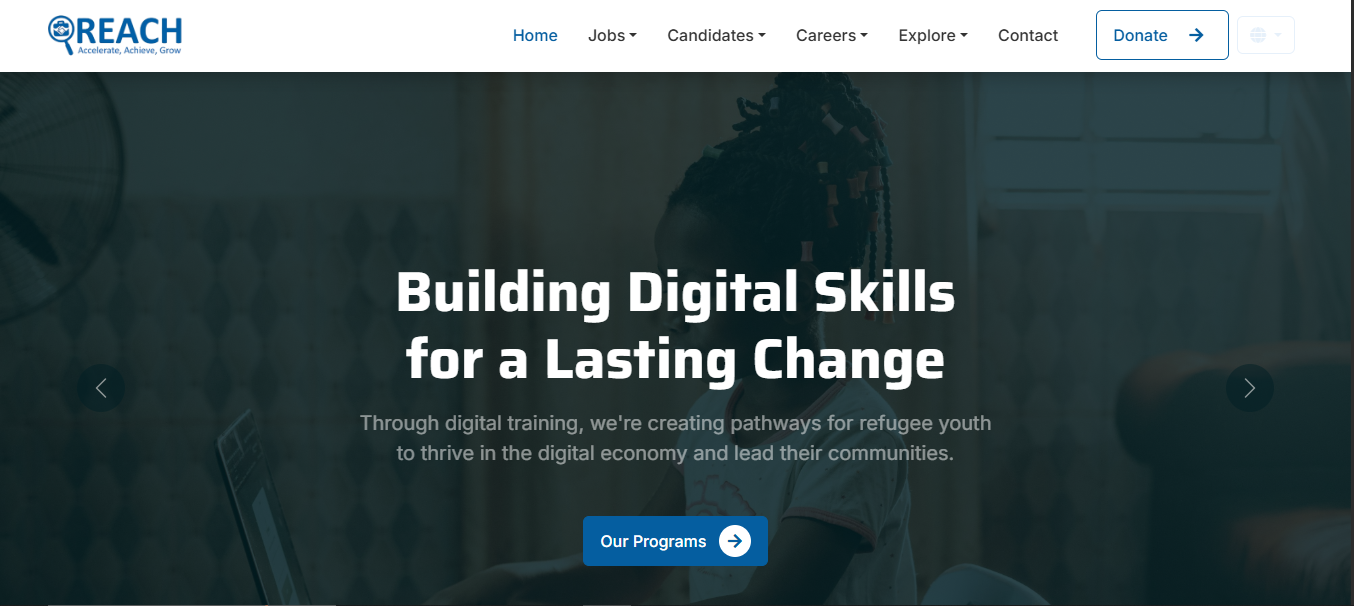 REACH
Accelerate, Achieve, Grow
Home Jobs Candidates Careers Explore Contact Donate
Building Digital Skills
for a Lasting Change
Through digital training, we're creating pathways for refugee youth
to thrive in the digital economy and lead their communities.
Our Programs